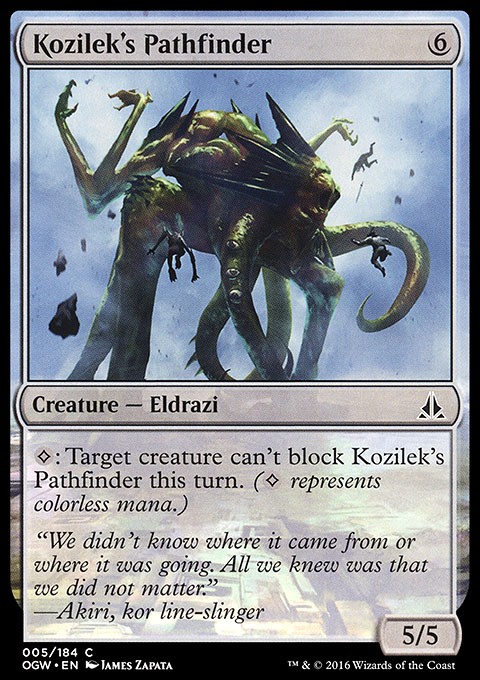 Kozilek's Pathfinder 6
Creature — Eldrazi
◇: Target creature can't block Kozilek's
Pathfinder this turn. (◇ represents
colorless mana.)
“We didn't know where it came from or
where it was going. All we knew was that
we did not matter.”
—Akiri, kor line-slinger
5/5
005/184 C
OGW • EN JAMES ZAPATA
™ & © 2016 Wizards of the Coast